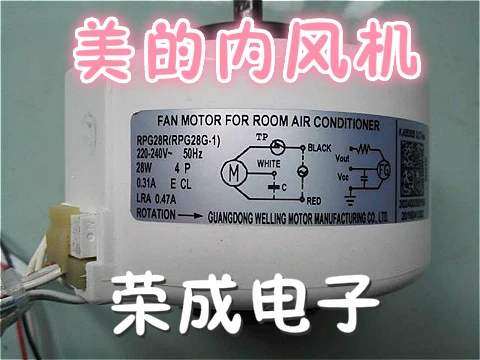 美的内风机
FAN MOTOR FOR ROOM AIR CONDITIONER
RPG28R(RPG28G-1)
220-240V~ 50Hz
28W 4 P
0.31A E CL
LRA 0.47A
ROTATION →
GUANGDONG WELLING MOTOR MANUFACTURING CO., LTD.
TP
BLACK
WHITE
M
C
RED
Vout
Vcc
FG
荣成电子